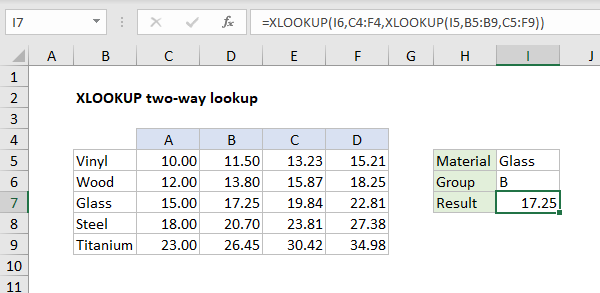 I7 =XLOOKUP(I6,C4:F4,XLOOKUP(I5,B5:B9,C5:F9))
A B C D E F G H I J
1
2 XLOOKUP two-way lookup
3
4 A B C D
5 Vinyl 10.00 11.50 13.23 15.21 Material Glass
6 Wood 12.00 13.80 15.87 18.25 Group B
7 Glass 15.00 17.25 19.84 22.81 Result 17.25
8 Steel 18.00 20.70 23.81 27.38
9 Titanium 23.00 26.45 30.42 34.98
10
11